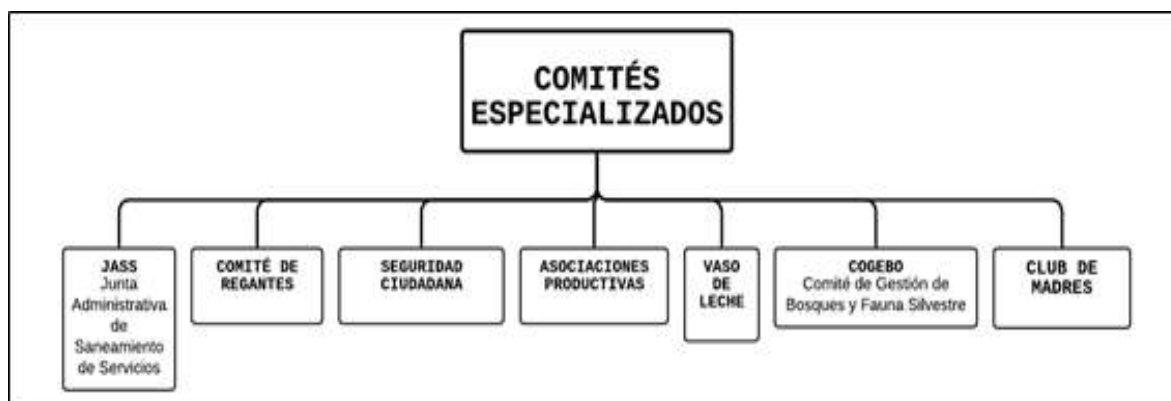 COMITÉS
ESPECIALIZADOS
JASS
Junta
Administrativa
de
Saneamiento
de Servicios
COMITÉ DE
REGANTES
SEGURIDAD
CIUDADANA
ASOCIACIONES
PRODUCTIVAS
VASO
DE
LECHE
COGEBO
Comité de Gestión de
Bosques y Fauna Silvestre
CLUB DE
MADRES